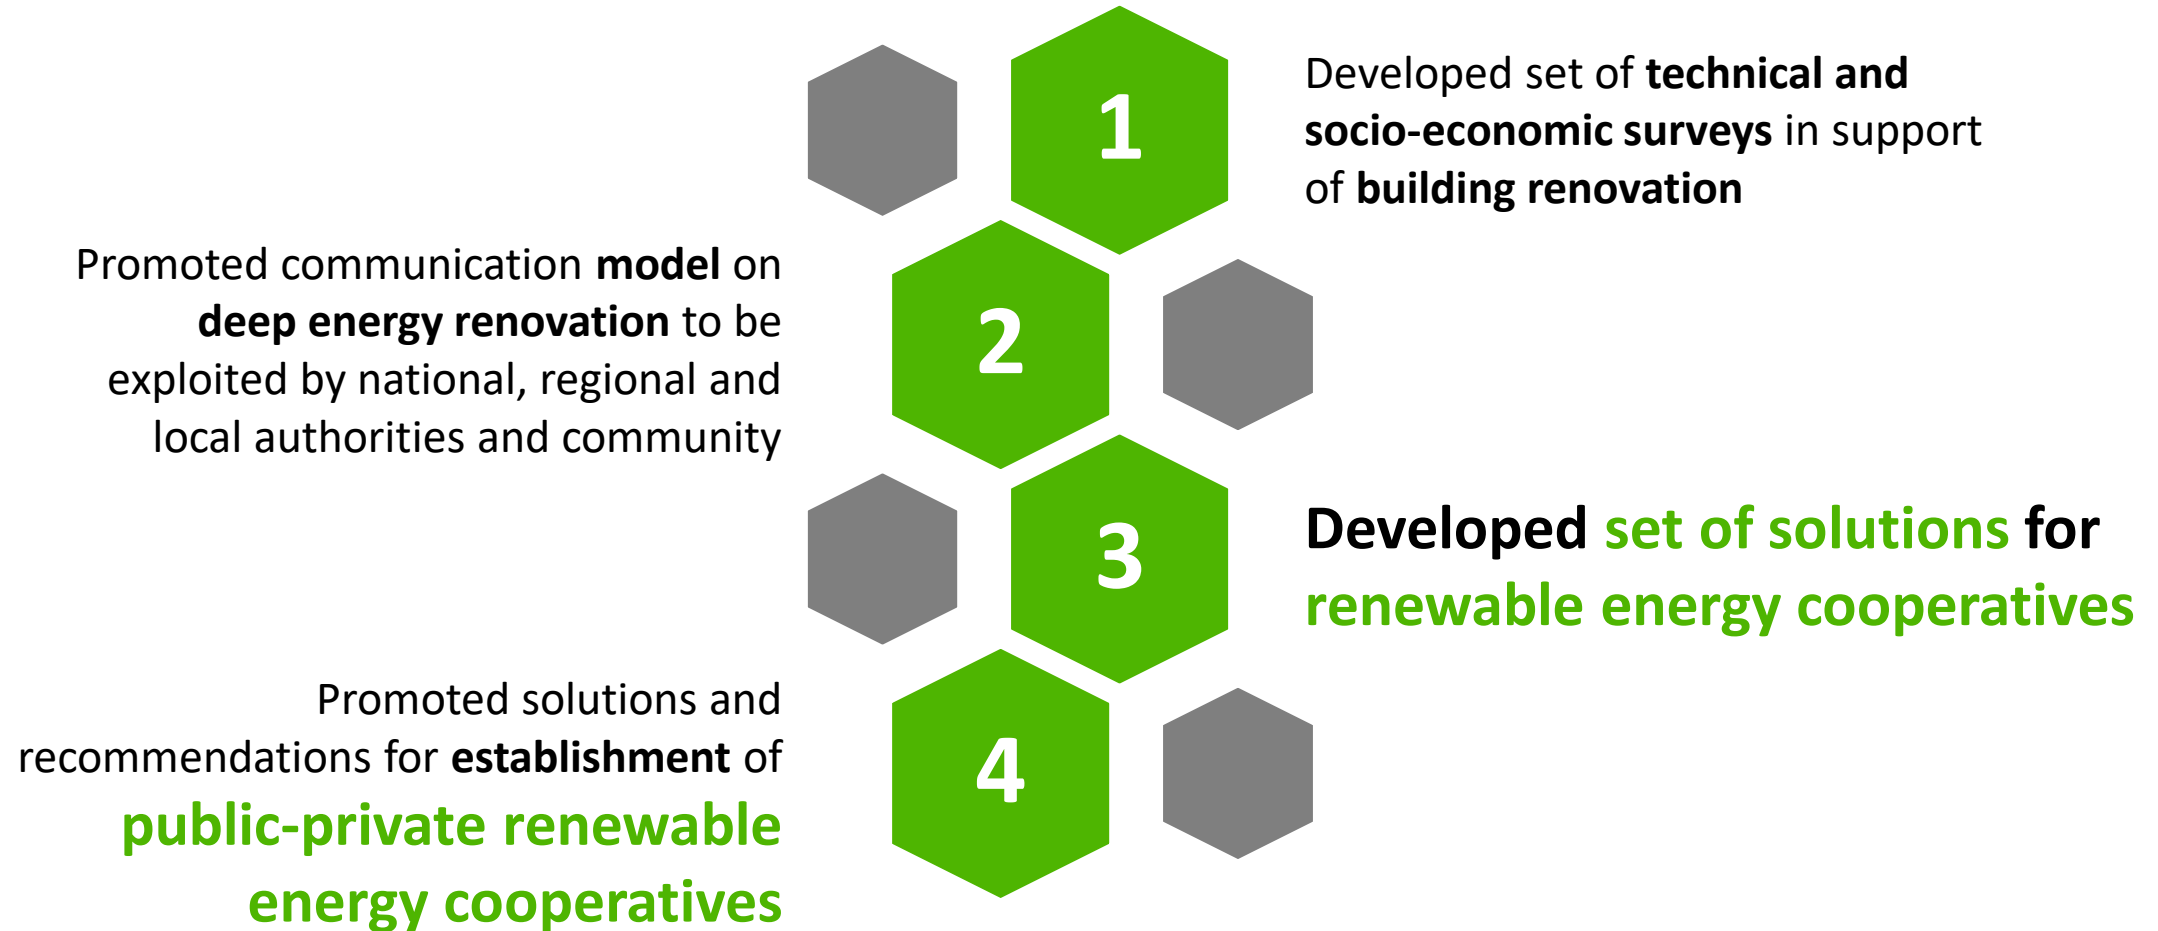 1
Developed set of technical and
socio-economic surveys in support
of building renovation
2
Promoted communication model on
deep energy renovation to be
exploited by national, regional and
local authorities and community
3
Developed set of solutions for
renewable energy cooperatives
4
Promoted solutions and
recommendations for establishment of
public-private renewable
energy cooperatives